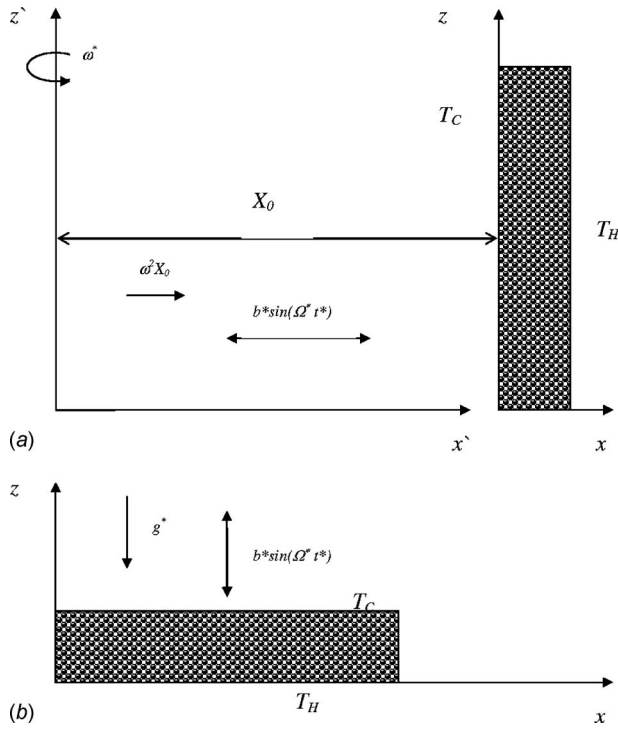 z`
z
ω*
T_C
X_0
T_H
ω²X_0
b*sin(Ω* t*)
(a)
x`
x
z
g*
b*sin(Ω* t*)
T_C
(b)
T_H
x